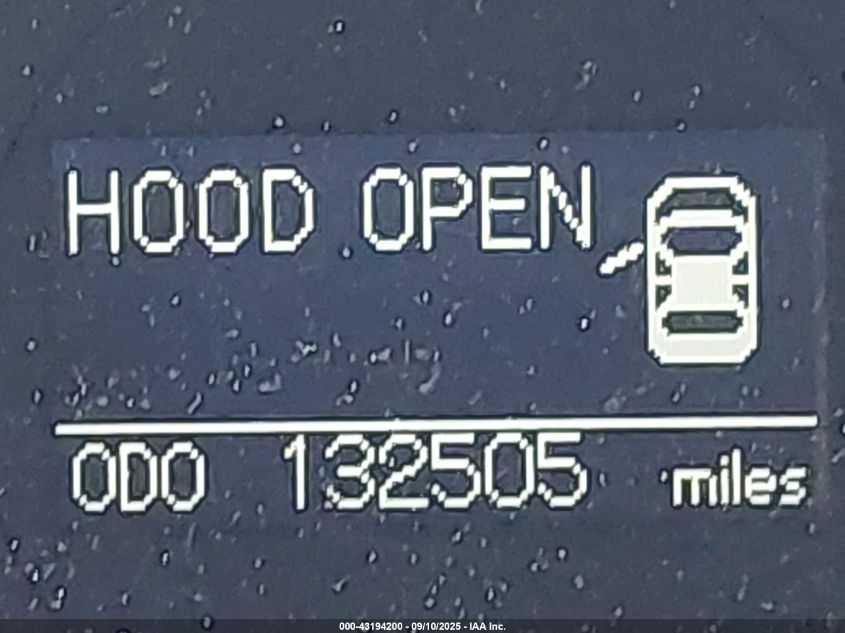 HOOD OPEN
ODO 132505 miles
000-43194200 - 09/10/2025 - IAA Inc.